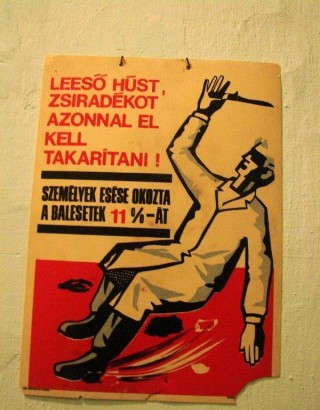 LEESŐ HÚST,
ZSIRADÉKOT
AZONNAL EL
KELL
TAKARÍTANI !
SZEMÉLYEK ESÉSE OKOZTA
A BALESETEK 11 %-ÁT